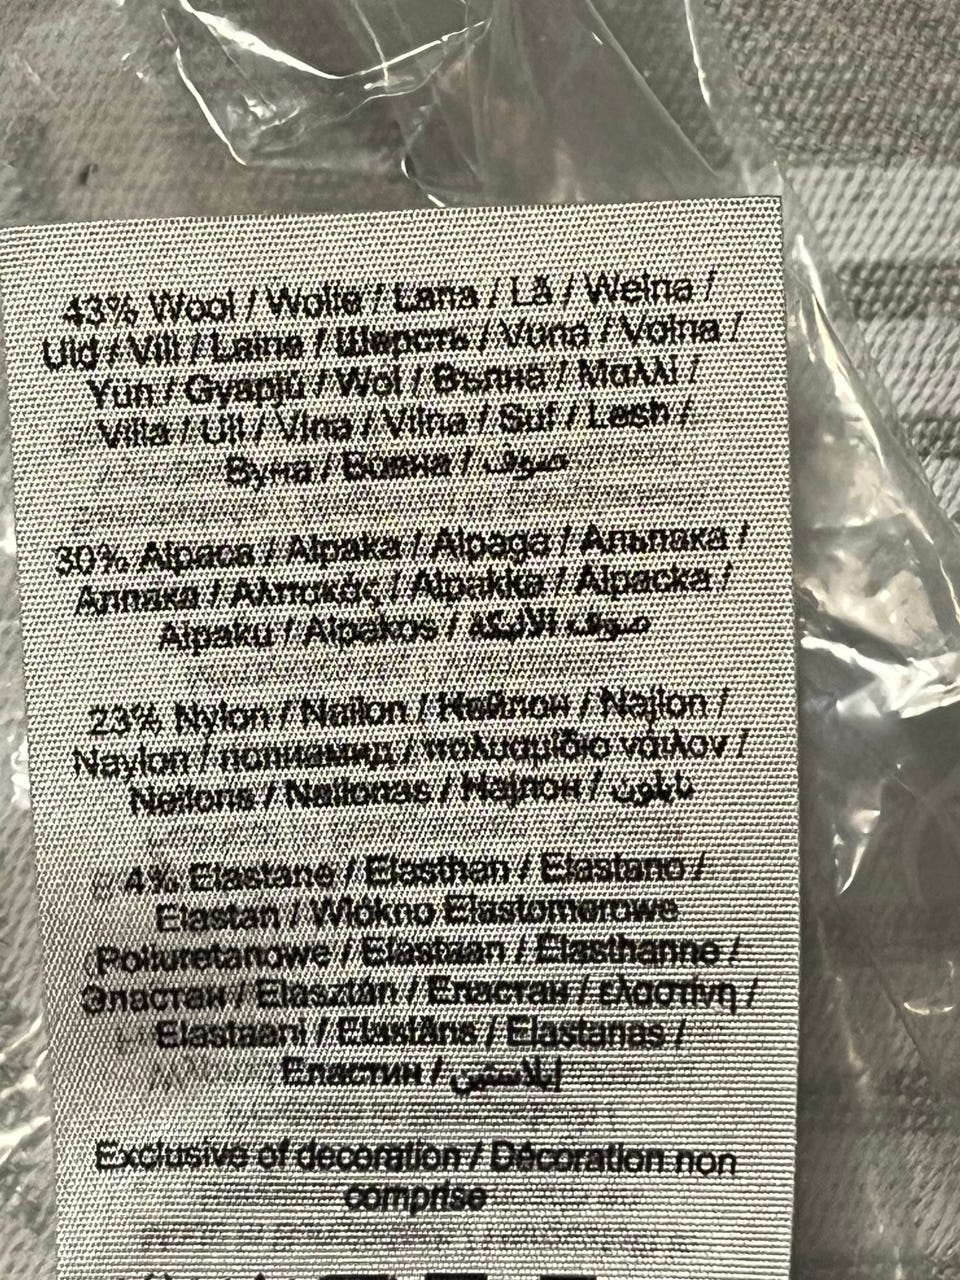 43% Wool / Wolle / Lana / Lã / Wełna /
Uld / Vill / Laine / Шерсть / Vuna / Volna /
Yün / Gyapjú / Wol / Вълна / Μαλλί /
Villa / Ull / Vlna / Vilna / Suf / Lesh /
Вуна / Вовна / صوف
30% Alpaca / Alpaka / Alpaga / Альпака /
Алпака / Αλπακάς / Alpakka / Alpacka /
Alpaku / Alpakos / صوف الألبكة
23% Nylon / Nailon / Нейлон / Najlon /
Naylon / полиамид / πολυαμίδιο νάιλον /
Neilons / Nailonas / Најлон / نايلون
4% Elastane / Elasthan / Elastano /
Elastan / Włókno Elastomerowe
Poliuretanowe / Elastaan / Élasthanne /
Эластан / Elasztán / Еластан / ελαστίνη /
Elastaani / Elastāns / Elastanas /
Еластин / إيلاستين
Exclusive of decoration / Décoration non
comprise